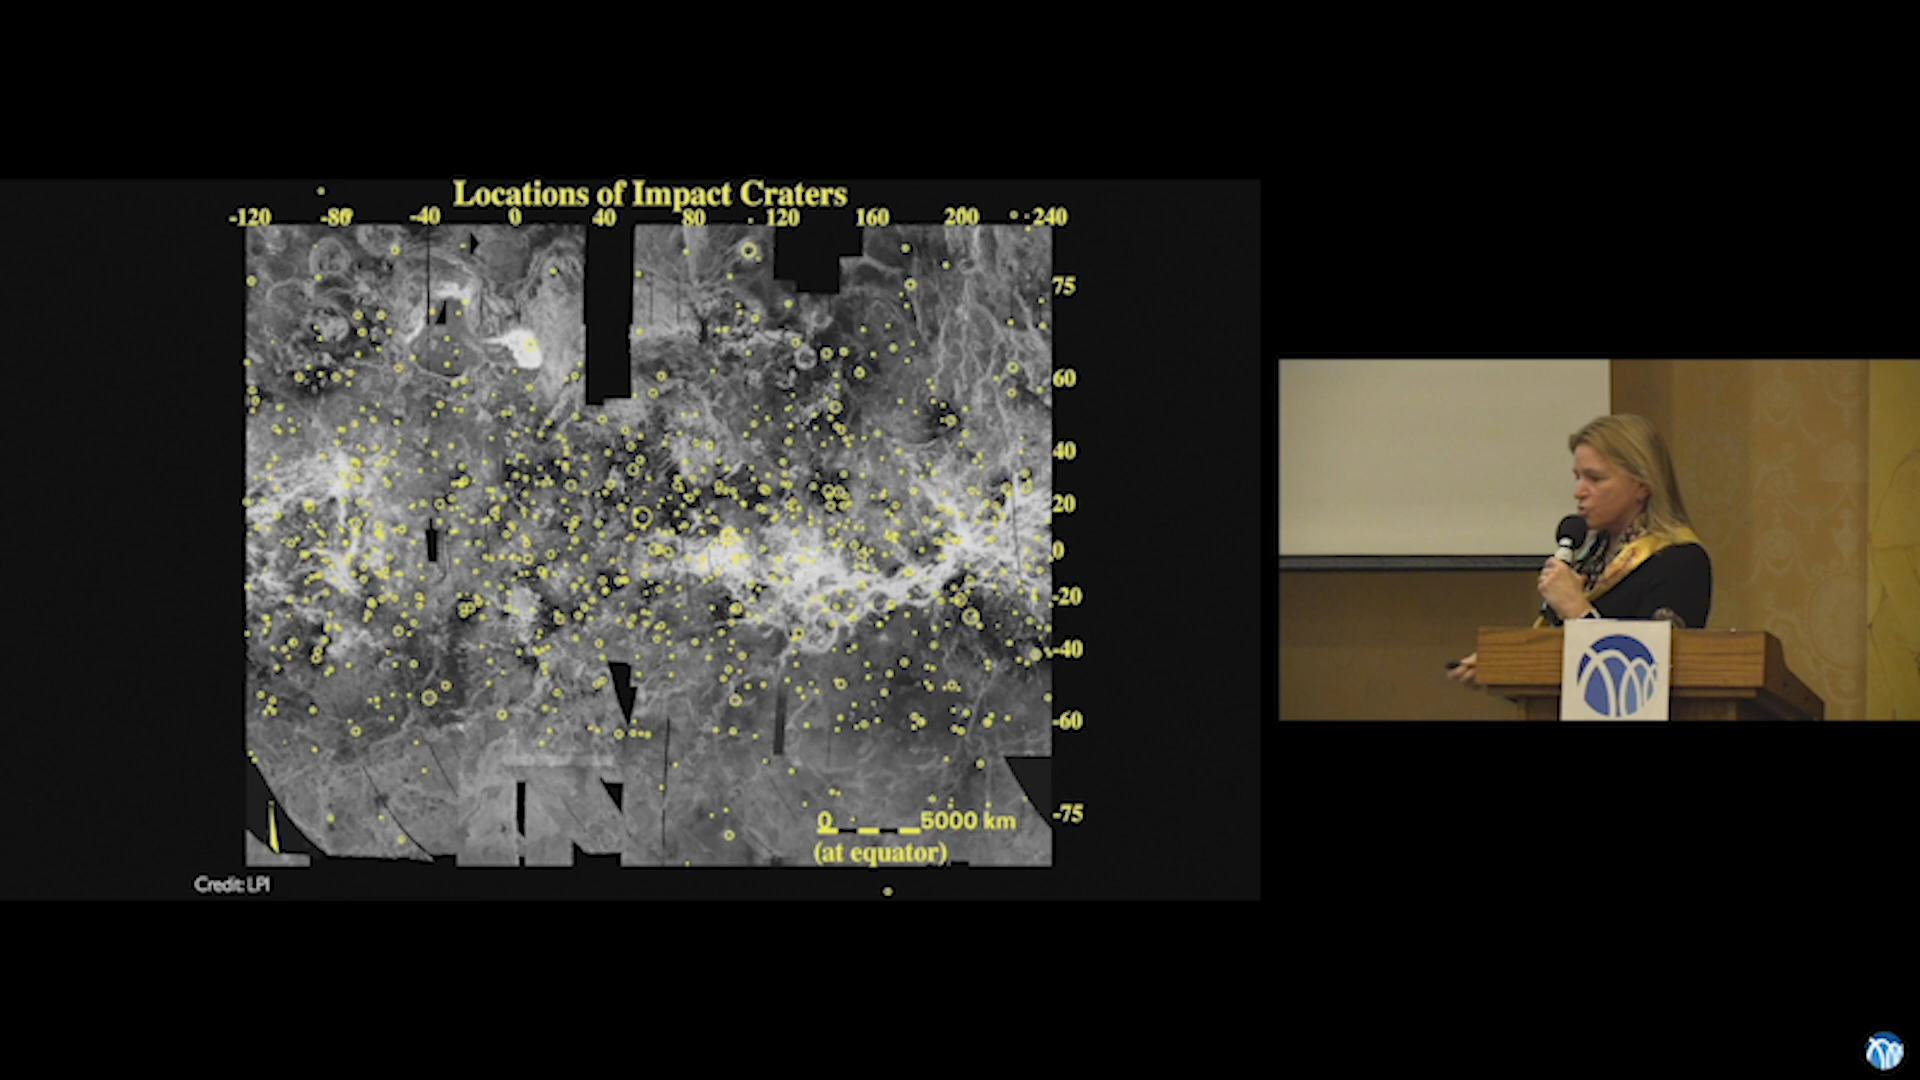 Locations of Impact Craters
-120 -80 -40 0 40 80 120 160 200 240
75
60
40
20
0
-20
-40
-60
-75
0 5000 km
(at equator)
Credit: LPI